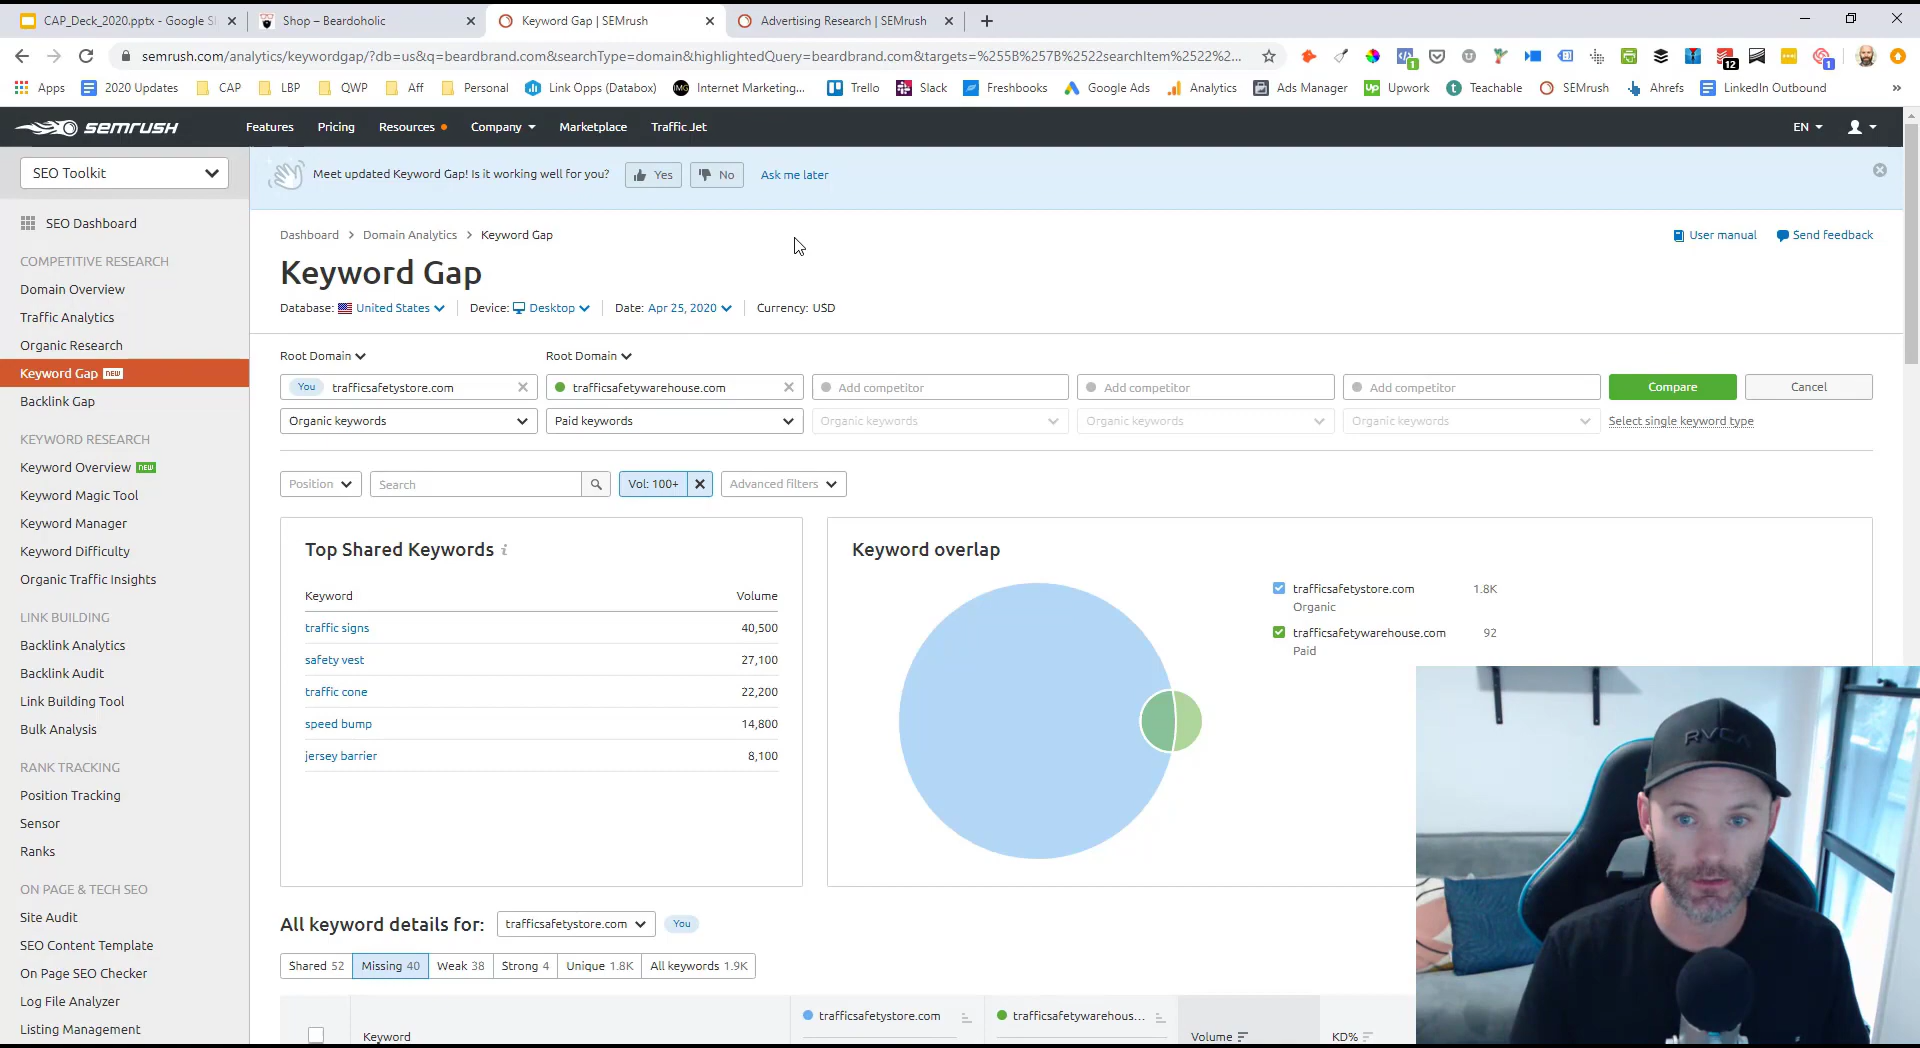 CAP_Deck_2020.pptx - Google Sl
Shop – Beardoholic
Keyword Gap | SEMrush
Advertising Research | SEMrush
semrush.com/analytics/keywordgap/?db=us&q=beardbrand.com&searchType=domain&highlightedQuery=beardbrand.com&targets=%255B%257B%2522searchItem%2522%2...
1
12
1
Apps
2020 Updates
CAP
LBP
QWP
Aff
Personal
Link Opps (Databox)
Internet Marketing...
Trello
Slack
Freshbooks
Google Ads
Analytics
Ads Manager
Upwork
Teachable
SEMrush
Ahrefs
LinkedIn Outbound
»
SEMRUSH
Features
Pricing
Resources
Company
Marketplace
Traffic Jet
EN
SEO Toolkit
Meet updated Keyword Gap! Is it working well for you?
Yes
No
Ask me later
SEO Dashboard
COMPETITIVE RESEARCH
Domain Overview
Traffic Analytics
Organic Research
Keyword Gap NEW
Backlink Gap
KEYWORD RESEARCH
Keyword Overview NEW
Keyword Magic Tool
Keyword Manager
Keyword Difficulty
Organic Traffic Insights
LINK BUILDING
Backlink Analytics
Backlink Audit
Link Building Tool
Bulk Analysis
RANK TRACKING
Position Tracking
Sensor
Ranks
ON PAGE & TECH SEO
Site Audit
SEO Content Template
On Page SEO Checker
Log File Analyzer
Listing Management
Dashboard > Domain Analytics > Keyword Gap
User manual
Send feedback
Keyword Gap
Database: United States
Device: Desktop
Date: Apr 25, 2020
Currency: USD
Root Domain
Root Domain
You trafficsafetystore.com
trafficsafetywarehouse.com
Add competitor
Add competitor
Add competitor
Compare
Cancel
Organic keywords
Paid keywords
Organic keywords
Organic keywords
Organic keywords
Select single keyword type
Position
Search
Vol: 100+
Advanced filters
Top Shared Keywords i
Keyword Volume
traffic signs 40,500
safety vest 27,100
traffic cone 22,200
speed bump 14,800
jersey barrier 8,100
Keyword overlap
trafficsafetystore.com 1.8K
Organic
trafficsafetywarehouse.com 92
Paid
RVCA
All keyword details for:
trafficsafetystore.com
You
Shared 52
Missing 40
Weak 38
Strong 4
Unique 1.8K
All keywords 1.9K
Keyword
trafficsafetystore.com
trafficsafetywarehous...
Volume
KD%